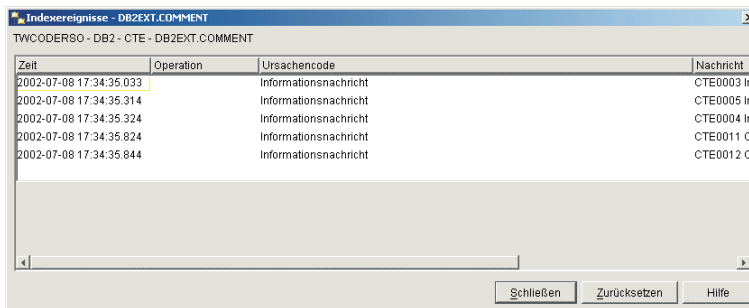 Indexereignisse - DB2EXT.COMMENT
TWCODERSO - DB2 - CTE - DB2EXT.COMMENT
Zeit Operation Ursachencode Nachricht
2002-07-08 17:34:35.033 Informationsnachricht CTE0003
2002-07-08 17:34:35.314 Informationsnachricht CTE0005
2002-07-08 17:34:35.324 Informationsnachricht CTE0004
2002-07-08 17:34:35.824 Informationsnachricht CTE0011
2002-07-08 17:34:35.844 Informationsnachricht CTE0012
Schließen Zurücksetzen Hilfe